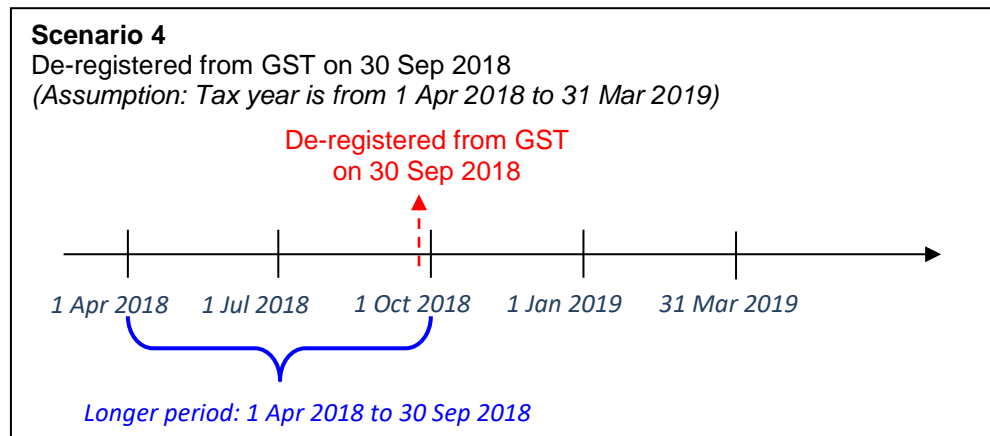 Scenario 4
De-registered from GST on 30 Sep 2018
(Assumption: Tax year is from 1 Apr 2018 to 31 Mar 2019)
De-registered from GST
on 30 Sep 2018
1 Apr 2018 1 Jul 2018 1 Oct 2018 1 Jan 2019 31 Mar 2019
Longer period: 1 Apr 2018 to 30 Sep 2018